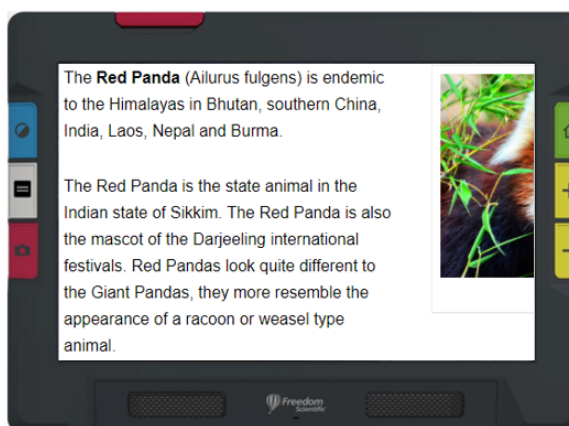 The Red Panda (Ailurus fulgens) is endemic
to the Himalayas in Bhutan, southern China,
India, Laos, Nepal and Burma.
The Red Panda is the state animal in the
Indian state of Sikkim. The Red Panda is also
the mascot of the Darjeeling international
festivals. Red Pandas look quite different to
the Giant Pandas, they more resemble the
appearance of a racoon or weasel type
animal.
Freedom
Scientific